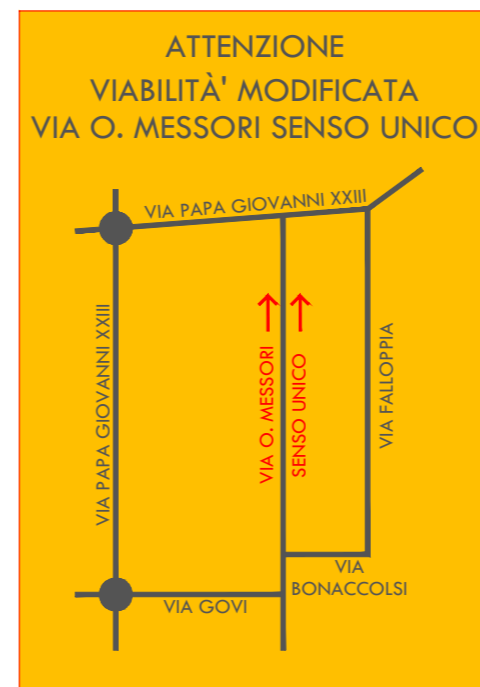 ATTENZIONE
VIABILITÀ' MODIFICATA
VIA O. MESSORI SENSO UNICO
VIA PAPA GIOVANNI XXIII
VIA PAPA GIOVANNI XXIII
VIA O. MESSORI
SENSO UNICO
VIA FALLOPPIA
VIA
BONACCOLSI
VIA GOVI